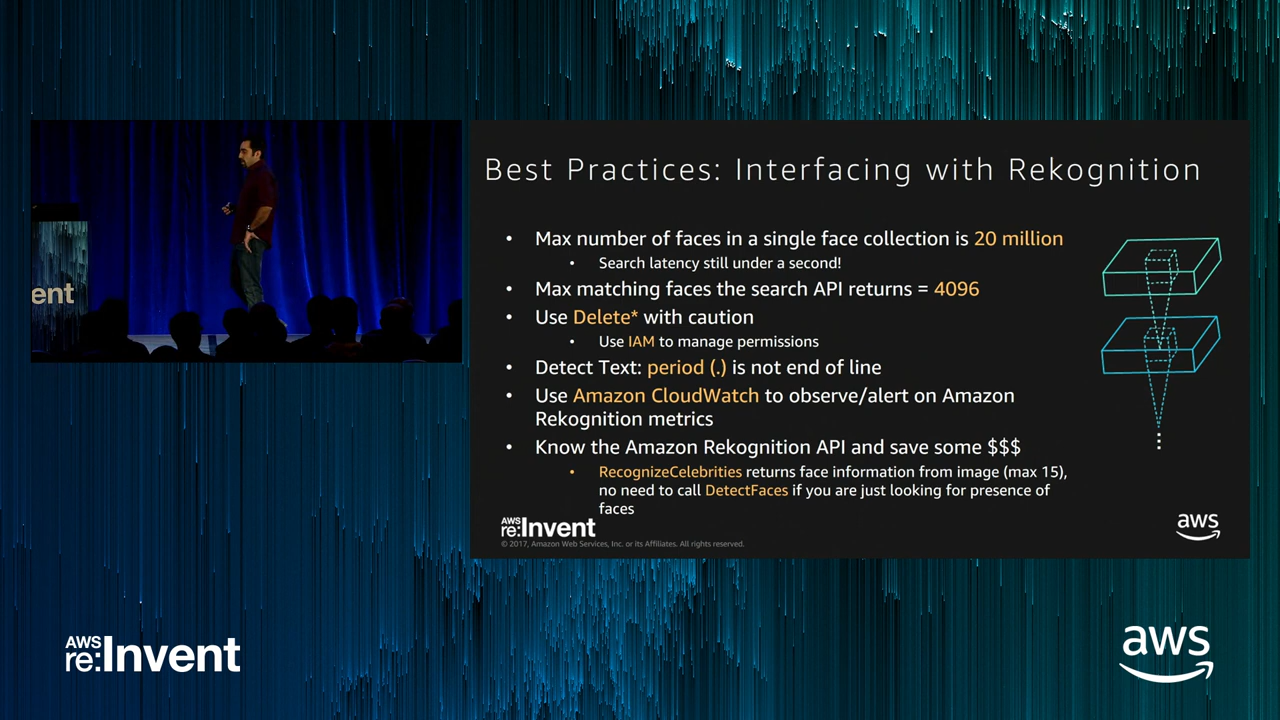 ent
Best Practices: Interfacing with Rekognition
• Max number of faces in a single face collection is 20 million
• Search latency still under a second!
• Max matching faces the search API returns = 4096
• Use Delete* with caution
• Use IAM to manage permissions
• Detect Text: period (.) is not end of line
• Use Amazon CloudWatch to observe/alert on Amazon
Rekognition metrics
• Know the Amazon Rekognition API and save some $$$
• RecognizeCelebrities returns face information from image (max 15),
no need to call DetectFaces if you are just looking for presence of
faces
AWS
re:Invent
© 2017, Amazon Web Services, Inc. or its Affiliates. All rights reserved.
aws
AWS
re:Invent
aws